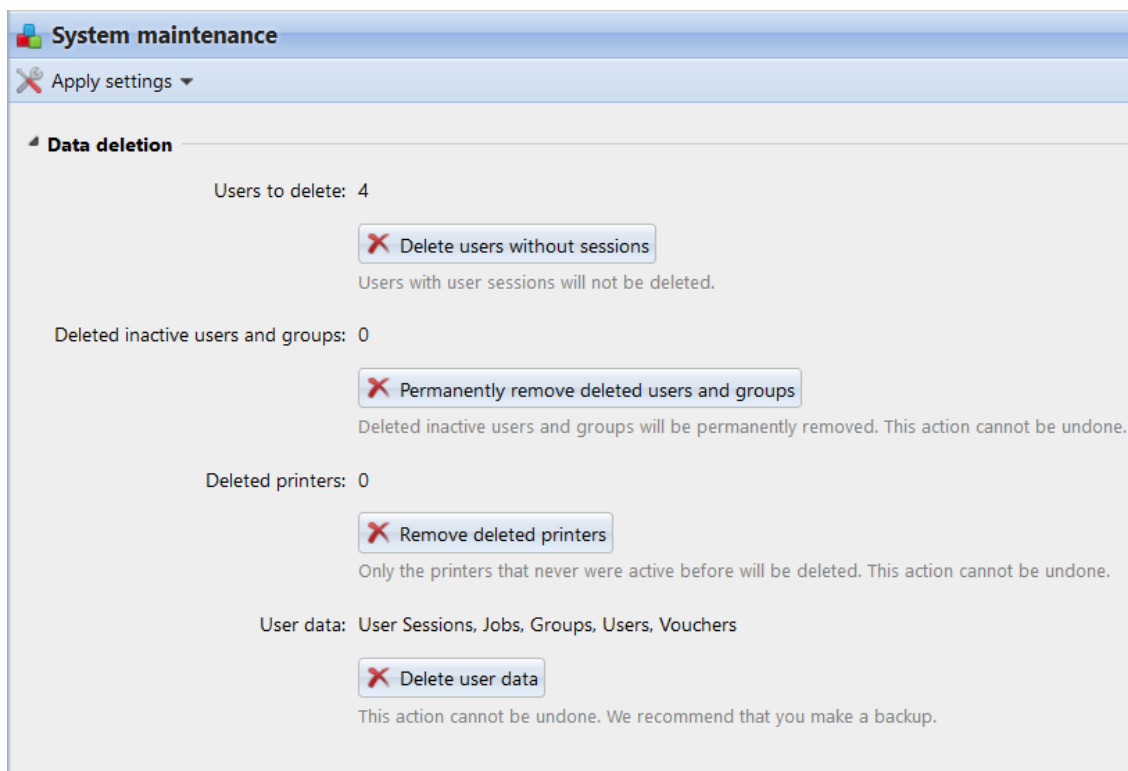 System maintenance
Apply settings
Data deletion
Users to delete: 4
Delete users without sessions
Users with user sessions will not be deleted.
Deleted inactive users and groups: 0
Permanently remove deleted users and groups
Deleted inactive users and groups will be permanently removed. This action cannot be undone.
Deleted printers: 0
Remove deleted printers
Only the printers that never were active before will be deleted. This action cannot be undone.
User data: User Sessions, Jobs, Groups, Users, Vouchers
Delete user data
This action cannot be undone. We recommend that you make a backup.